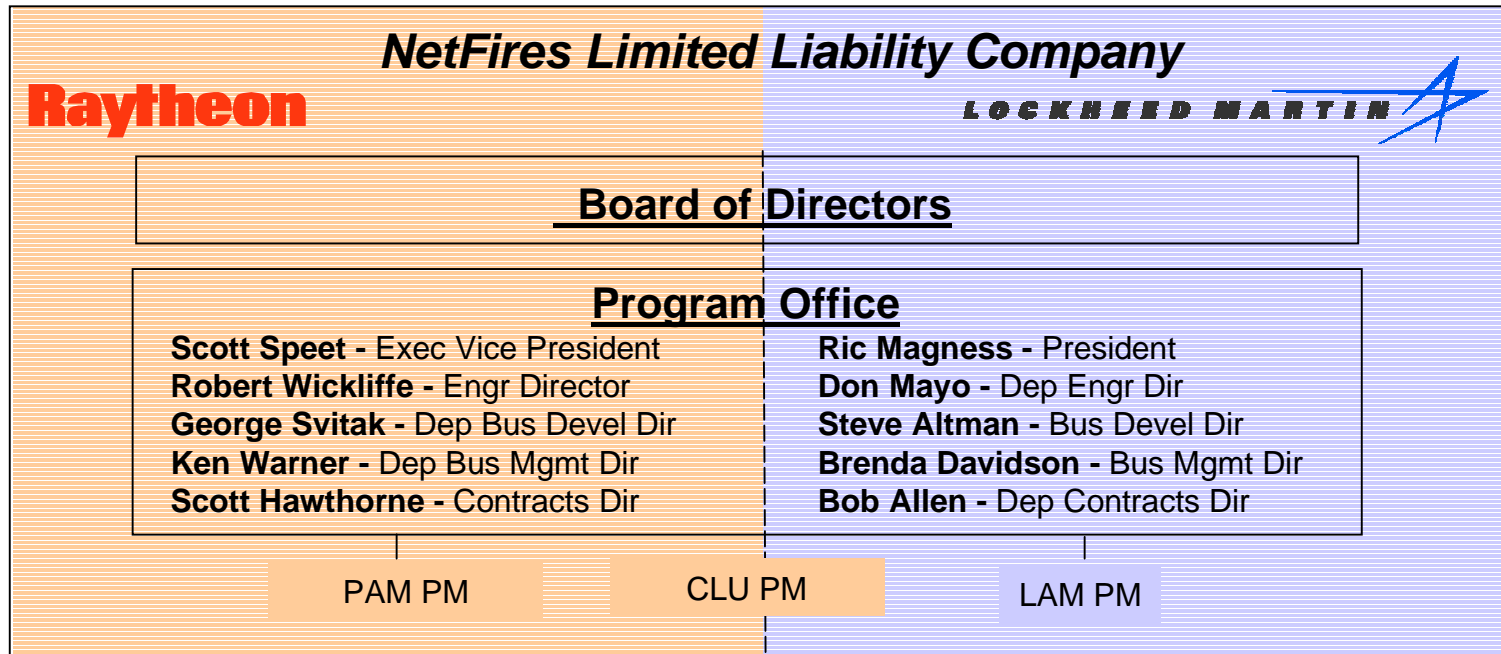 NetFires Limited Liability Company
Raytheon
LOCKHEED MARTIN
Board of Directors
Program Office
Scott Speet - Exec Vice President
Robert Wickliffe - Engr Director
George Svitak - Dep Bus Devel Dir
Ken Warner - Dep Bus Mgmt Dir
Scott Hawthorne - Contracts Dir
Ric Magness - President
Don Mayo - Dep Engr Dir
Steve Altman - Bus Devel Dir
Brenda Davidson - Bus Mgmt Dir
Bob Allen - Dep Contracts Dir
PAM PM
CLU PM
LAM PM